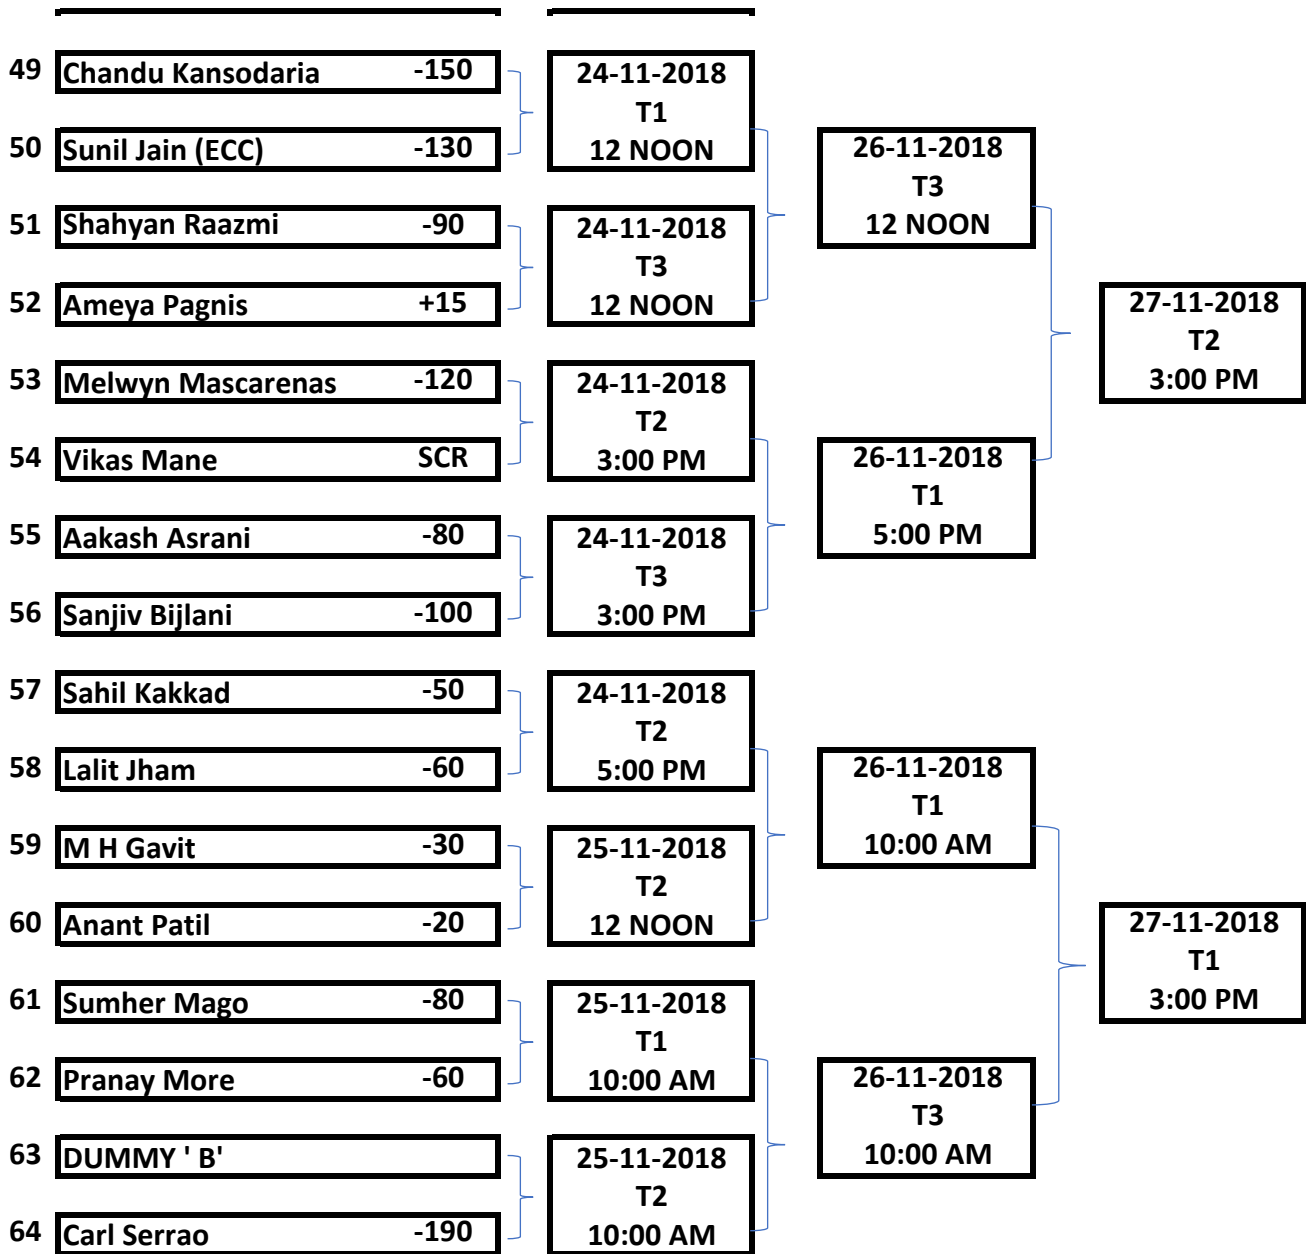 49 Chandu Kansodaria -150
24-11-2018
T1
12 NOON
50 Sunil Jain (ECC) -130
26-11-2018
T3
12 NOON
51 Shahyan Raazmi -90
24-11-2018
T3
12 NOON
52 Ameya Pagnis +15
27-11-2018
T2
3:00 PM
53 Melwyn Mascarenas -120
24-11-2018
T2
3:00 PM
54 Vikas Mane SCR
26-11-2018
T1
5:00 PM
55 Aakash Asrani -80
24-11-2018
T3
3:00 PM
56 Sanjiv Bijlani -100
57 Sahil Kakkad -50
24-11-2018
T2
5:00 PM
58 Lalit Jham -60
26-11-2018
T1
10:00 AM
59 M H Gavit -30
25-11-2018
T2
12 NOON
60 Anant Patil -20
27-11-2018
T1
3:00 PM
61 Sumher Mago -80
25-11-2018
T1
10:00 AM
62 Pranay More -60
26-11-2018
T3
10:00 AM
63 DUMMY ' B'
25-11-2018
T2
10:00 AM
64 Carl Serrao -190